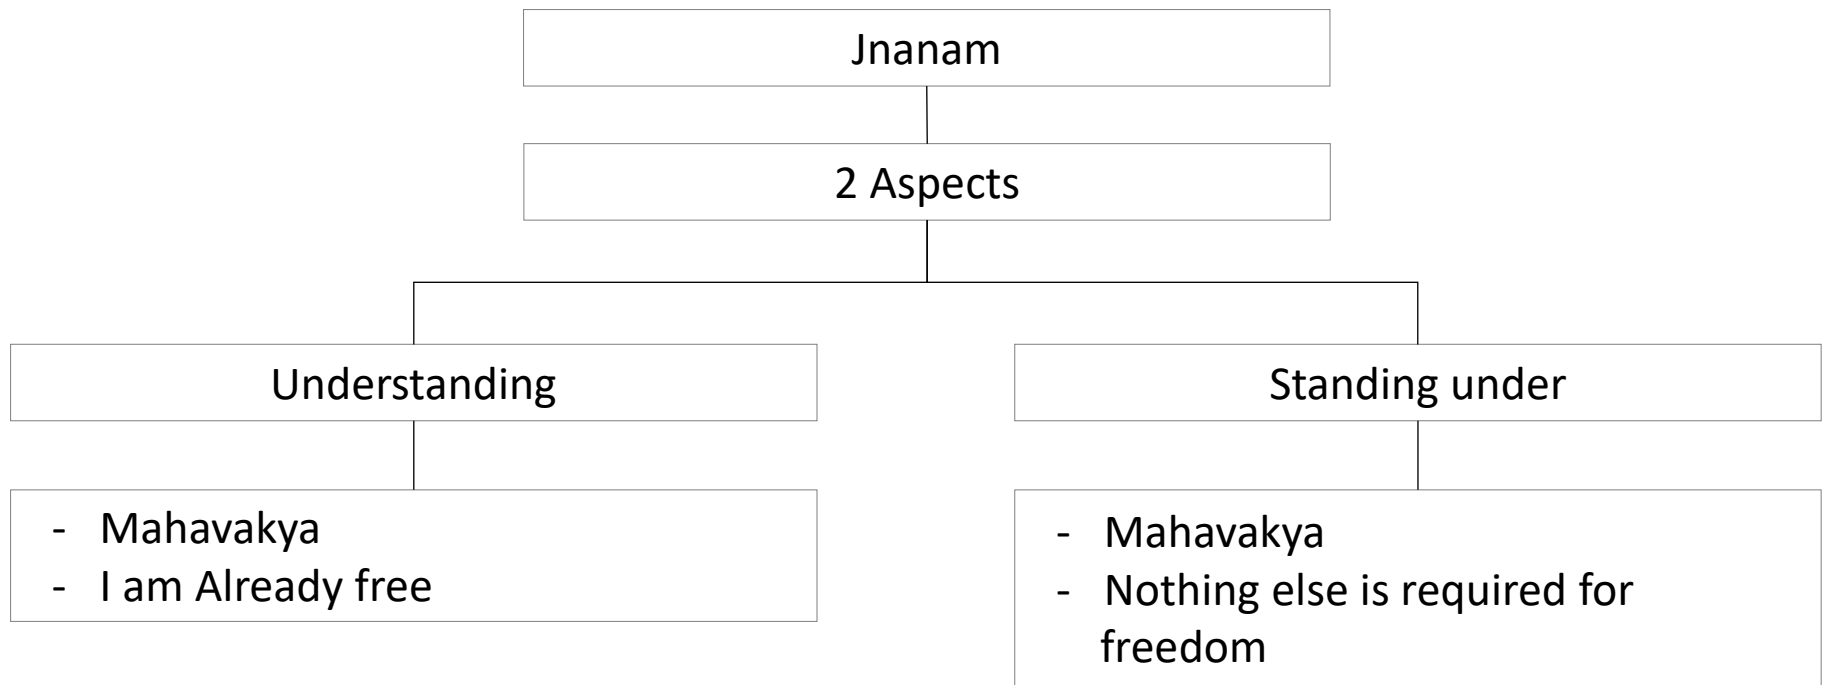 Jnanam
2 Aspects
Understanding
Standing under
- Mahavakya
- I am Already free
- Mahavakya
- Nothing else is required for
freedom